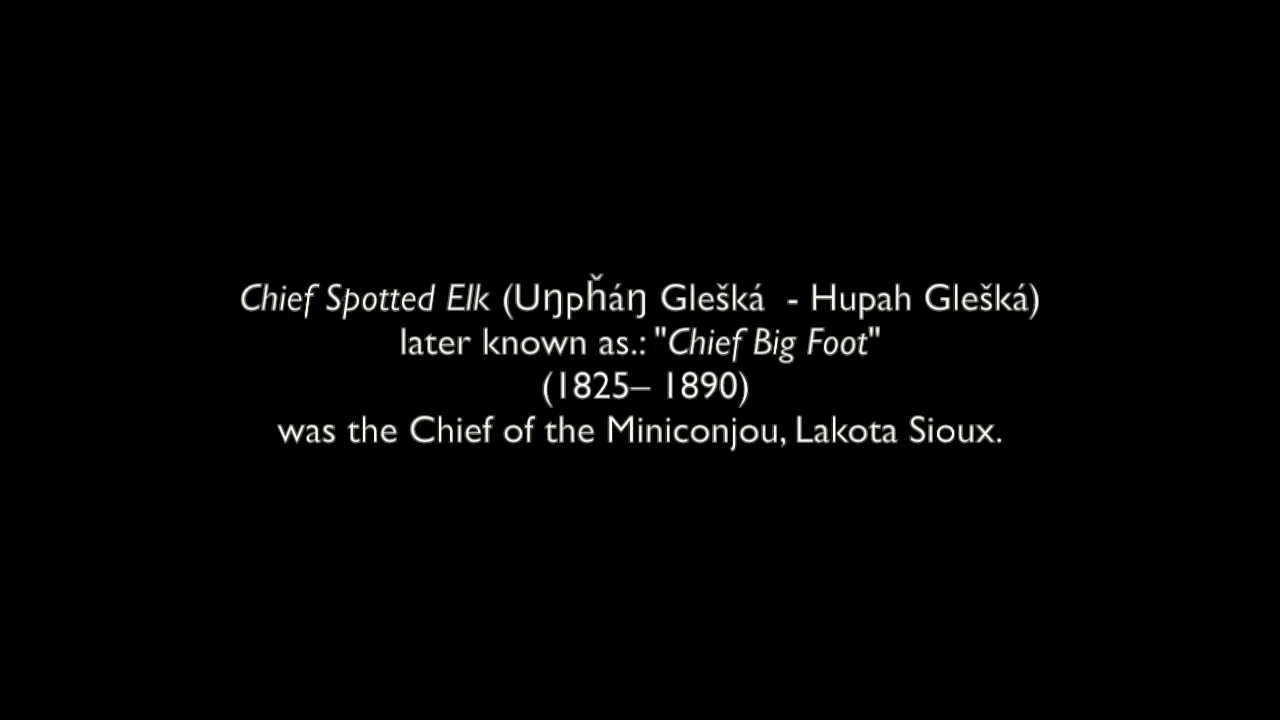 Chief Spotted Elk (Uŋpȟáŋ Glešká  - Hupah Glešká)
later known as.: "Chief Big Foot"
(1825– 1890)
was the Chief of the Miniconjou, Lakota Sioux.